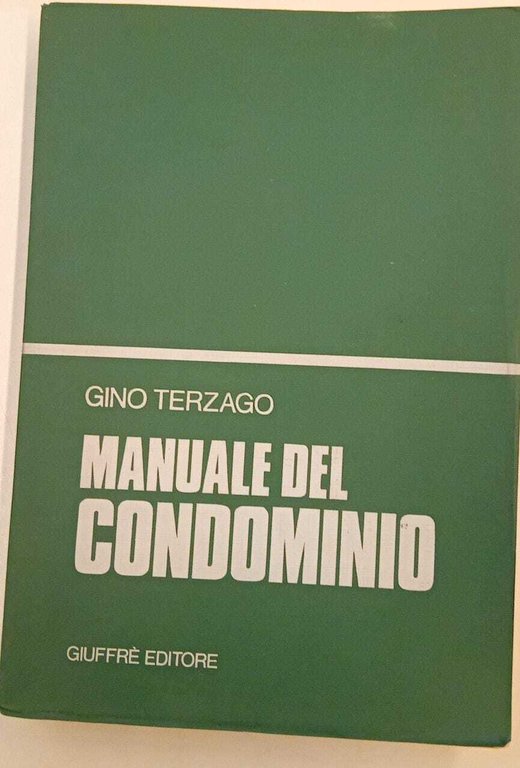 GINO TERZAGO
MANUALE DEL
CONDOMINIO
GIUFFRÈ EDITORE